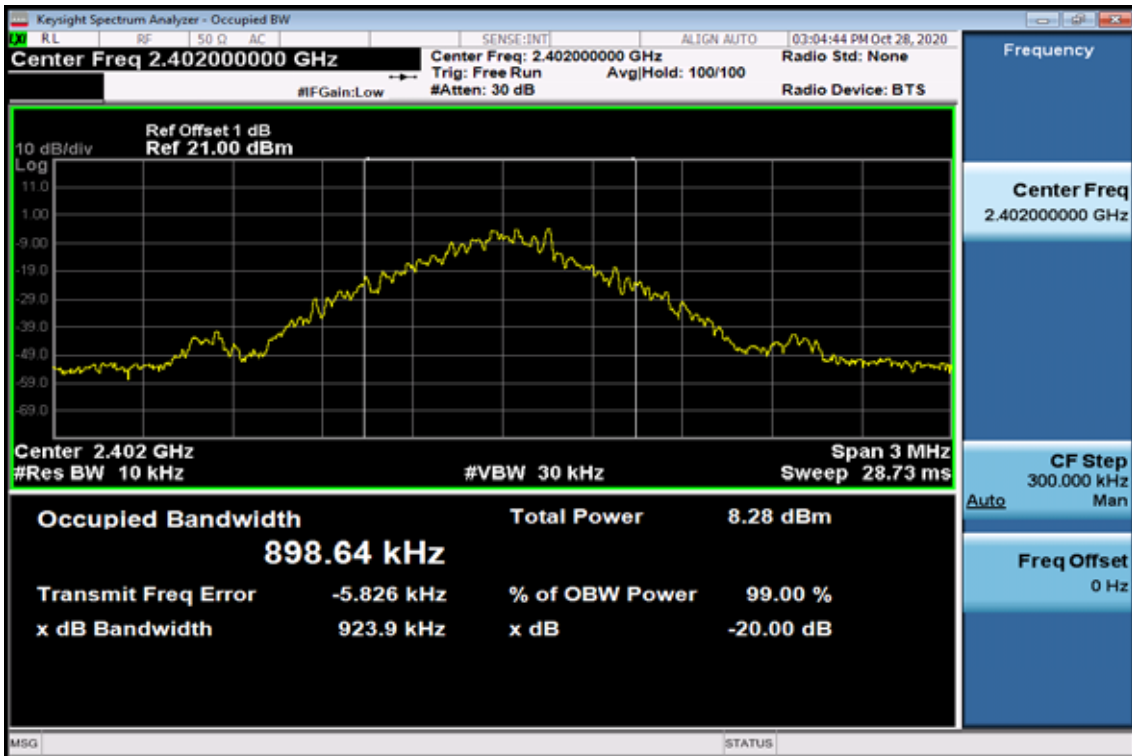 Keysight Spectrum Analyzer - Occupied BW
LXI RL RF 50 Ω AC SENSE:INT ALIGN AUTO 03:04:44 PM Oct 28, 2020
Center Freq 2.402000000 GHz
Center Freq: 2.402000000 GHz Radio Std: None
Trig: Free Run Avg|Hold: 100/100
#IFGain:Low #Atten: 30 dB Radio Device: BTS
Ref Offset 1 dB
10 dB/div Ref 21.00 dBm
Log
11.0
1.00
-9.00
-19.0
-29.0
-39.0
-49.0
-59.0
-69.0
Center 2.402 GHz Span 3 MHz
#Res BW 10 kHz #VBW 30 kHz Sweep 28.73 ms
Occupied Bandwidth Total Power 8.28 dBm
898.64 kHz
Transmit Freq Error -5.826 kHz % of OBW Power 99.00 %
x dB Bandwidth 923.9 kHz x dB -20.00 dB
MSG STATUS
Frequency
Center Freq
2.402000000 GHz
CF Step
300.000 kHz
Auto Man
Freq Offset
0 Hz